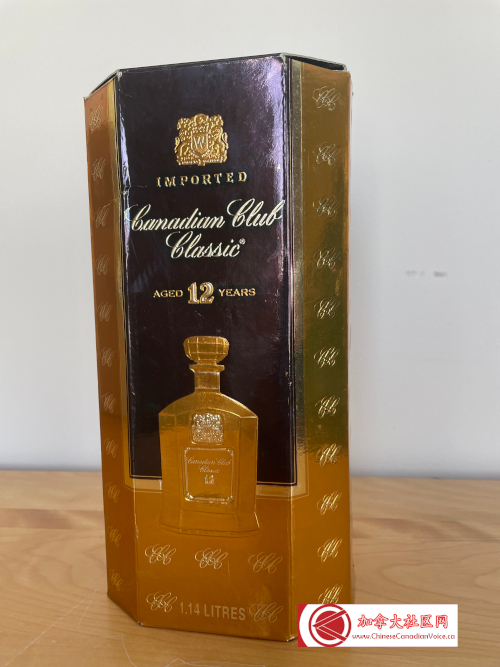 IMPORTED
Canadian Club
Classic®
AGED 12 YEARS
Canadian Club
Classic
12
1.14 LITRES
加拿大社区网
www.ChineseCanadianVoice.ca